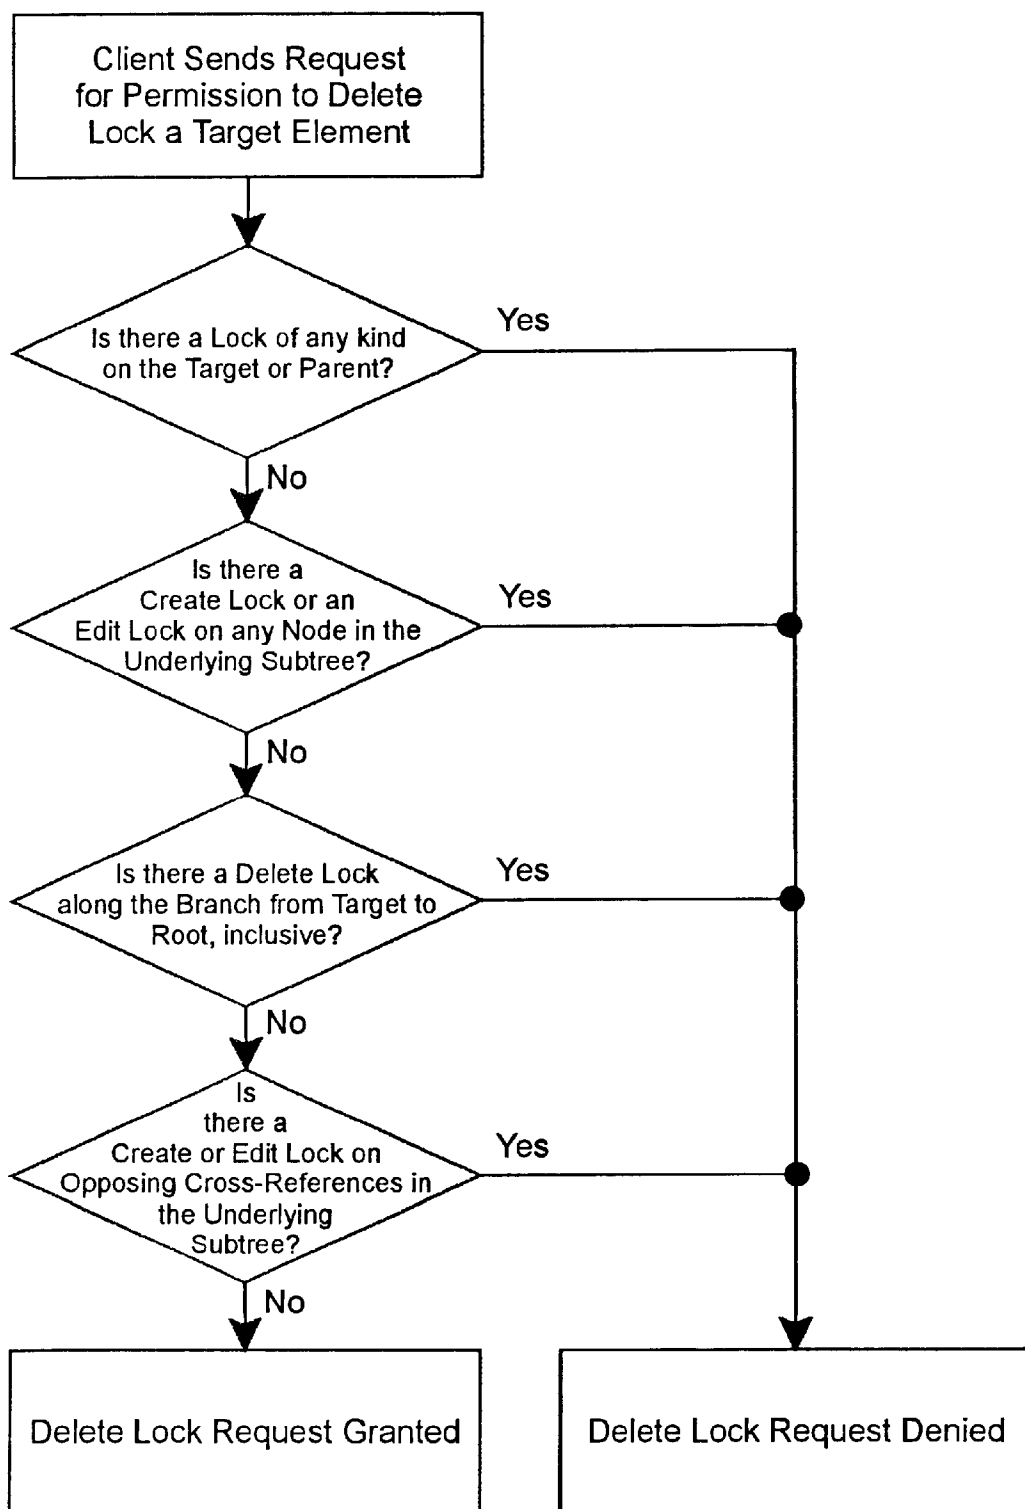 Client Sends Request
for Permission to Delete
Lock a Target Element
Is there a Lock of any kind
on the Target or Parent?
Yes
No
Is there a
Create Lock or an
Edit Lock on any Node in the
Underlying Subtree?
Yes
No
Is there a Delete Lock
along the Branch from Target to
Root, inclusive?
Yes
No
Is
there a
Create or Edit Lock on
Opposing Cross-References in
the Underlying
Subtree?
Yes
No
Delete Lock Request Granted
Delete Lock Request Denied